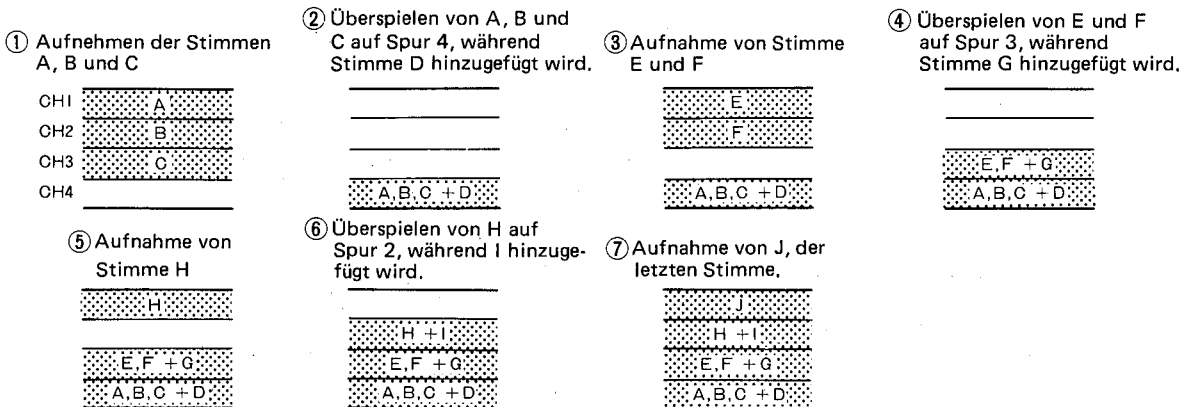 ① Aufnehmen der Stimmen
A, B und C
CH1 A
CH2 B
CH3 C
CH4
② Überspielen von A, B und
C auf Spur 4, während
Stimme D hinzugefügt wird.
A,B,C +D
③ Aufnahme von Stimme
E und F
E
F
A,B,C +D
④ Überspielen von E und F
auf Spur 3, während
Stimme G hinzugefügt wird.
E,F +G
A,B,C +D
⑤ Aufnahme von
Stimme H
H
E,F +G
A,B,C +D
⑥ Überspielen von H auf
Spur 2, während I hinzuge-
fügt wird.
H +I
E,F +G
A,B,C +D
⑦ Aufnahme von J, der
letzten Stimme.
J
H +I
E,F +G
A,B,C +D